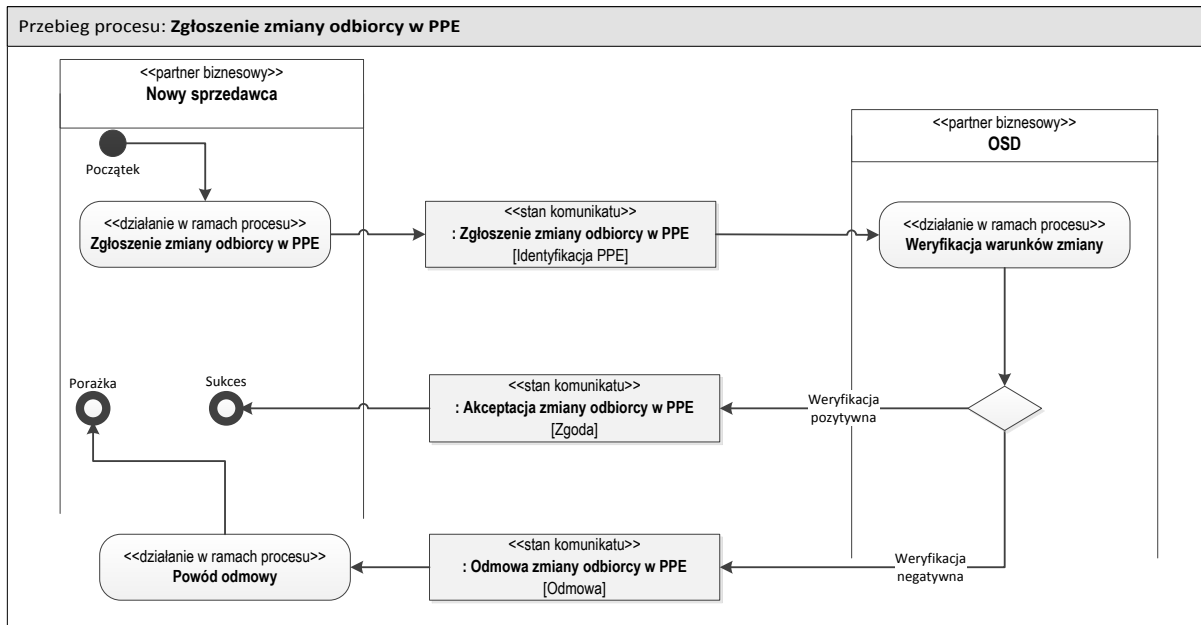 Przebieg procesu: Zgłoszenie zmiany odbiorcy w PPE
<<partner biznesowy>>
Nowy sprzedawca
<<partner biznesowy>>
OSD
Początek
<<działanie w ramach procesu>>
Zgłoszenie zmiany odbiorcy w PPE
<<stan komunikatu>>
: Zgłoszenie zmiany odbiorcy w PPE
[Identyfikacja PPE]
<<działanie w ramach procesu>>
Weryfikacja warunków zmiany
Porażka
Sukces
<<stan komunikatu>>
: Akceptacja zmiany odbiorcy w PPE
[Zgoda]
Weryfikacja
pozytywna
<<działanie w ramach procesu>>
Powód odmowy
<<stan komunikatu>>
: Odmowa zmiany odbiorcy w PPE
[Odmowa]
Weryfikacja
negatywna